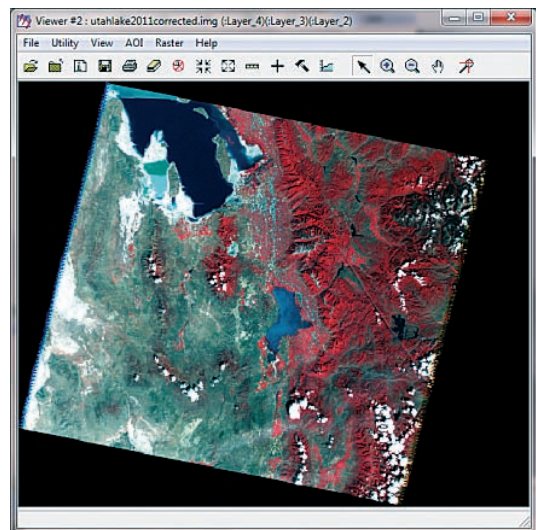 Viewer #2 : utahlake2011corrected.img (:Layer_4)(:Layer_3)(:Layer_2)
File Utility View AOI Raster Help